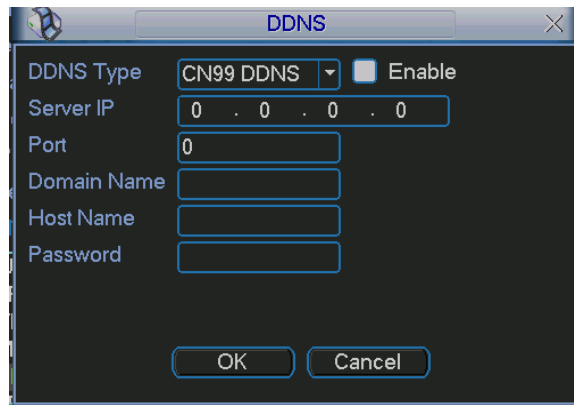 DDNS
DDNS Type CN99 DDNS Enable
Server IP 0 . 0 . 0 . 0
Port 0
Domain Name
Host Name
Password
OK Cancel